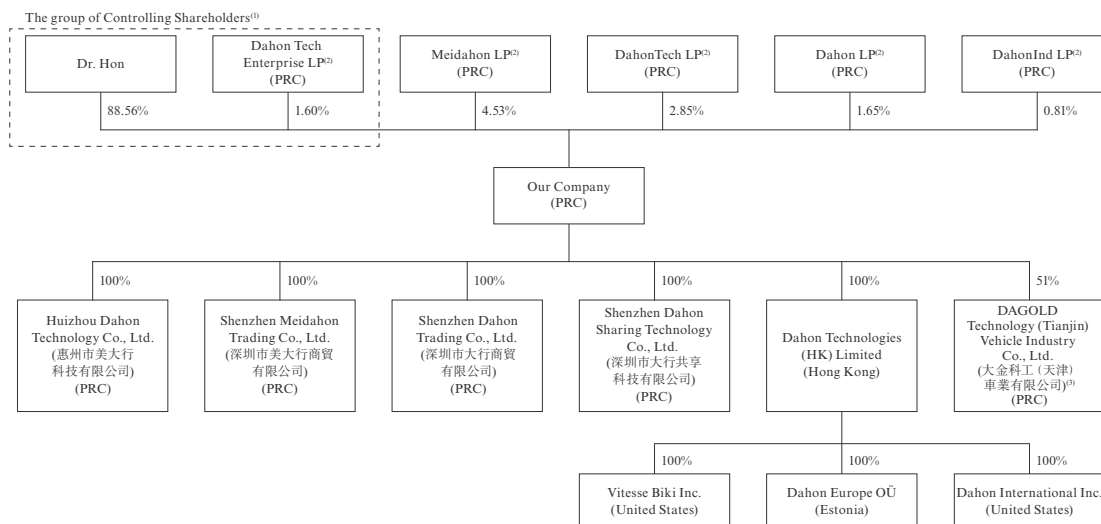 The group of Controlling Shareholders(1)
Dr. Hon
Dahon Tech
Enterprise LP(2)
(PRC)
Meidahon LP(2)
(PRC)
DahonTech LP(2)
(PRC)
Dahon LP(2)
(PRC)
DahonInd LP(2)
(PRC)
88.56%
1.60%
4.53%
2.85%
1.65%
0.81%
Our Company
(PRC)
100%
100%
100%
100%
100%
51%
Huizhou Dahon
Technology Co., Ltd.
(惠州市美大行
科技有限公司)
(PRC)
Shenzhen Meidahon
Trading Co., Ltd.
(深圳市美大行商貿
有限公司)
(PRC)
Shenzhen Dahon
Trading Co., Ltd.
(深圳市大行商貿
有限公司)
(PRC)
Shenzhen Dahon
Sharing Technology
Co., Ltd.
(深圳市大行共享
科技有限公司)
(PRC)
Dahon Technologies
(HK) Limited
(Hong Kong)
DAGOLD
Technology (Tianjin)
Vehicle Industry
Co., Ltd.
(大金科工(天津)
車業有限公司)(3)
(PRC)
100%
100%
100%
Vitesse Biki Inc.
(United States)
Dahon Europe OÜ
(Estonia)
Dahon International Inc.
(United States)